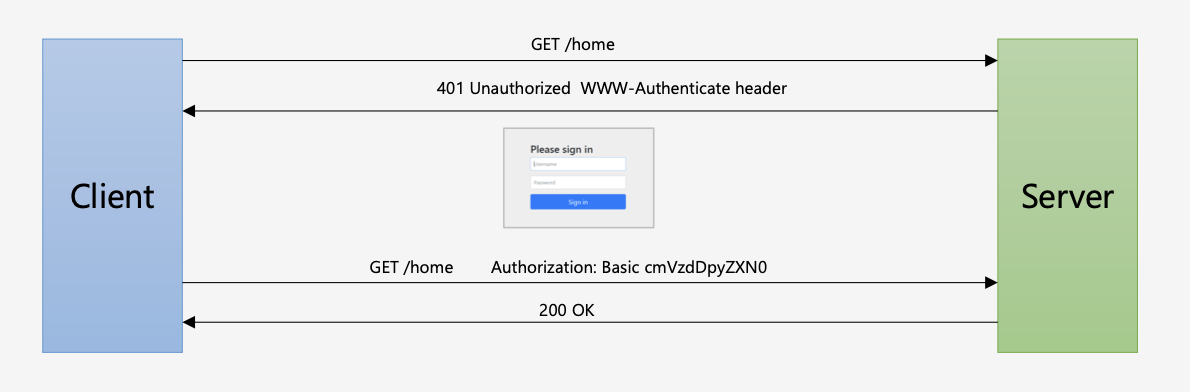 GET /home
401 Unauthorized WWW-Authenticate header
Please sign in
Username
Password
Sign in
Client
Server
GET /home Authorization: Basic cmVzdDpyZXN0
200 OK